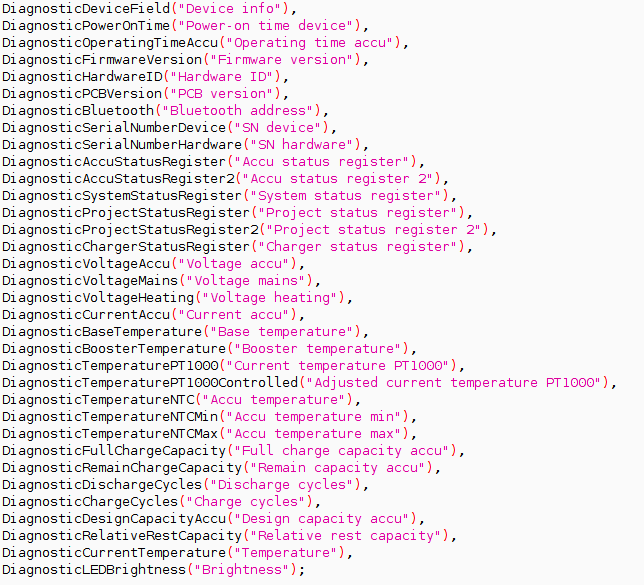 DiagnosticDeviceField("Device info"),
DiagnosticPowerOnTime("Power-on time device"),
DiagnosticOperatingTimeAccu("Operating time accu"),
DiagnosticFirmwareVersion("Firmware version"),
DiagnosticHardwareID("Hardware ID"),
DiagnosticPCBVersion("PCB version"),
DiagnosticBluetooth("Bluetooth address"),
DiagnosticSerialNumberDevice("SN device"),
DiagnosticSerialNumberHardware("SN hardware"),
DiagnosticAccuStatusRegister("Accu status register"),
DiagnosticAccuStatusRegister2("Accu status register 2"),
DiagnosticSystemStatusRegister("System status register"),
DiagnosticProjectStatusRegister("Project status register"),
DiagnosticProjectStatusRegister2("Project status register 2"),
DiagnosticChargerStatusRegister("Charger status register"),
DiagnosticVoltageAccu("Voltage accu"),
DiagnosticVoltageMains("Voltage mains"),
DiagnosticVoltageHeating("Voltage heating"),
DiagnosticCurrentAccu("Current accu"),
DiagnosticBaseTemperature("Base temperature"),
DiagnosticBoosterTemperature("Booster temperature"),
DiagnosticTemperaturePT1000("Current temperature PT1000"),
DiagnosticTemperaturePT1000Controlled("Adjusted current temperature PT1000"),
DiagnosticTemperatureNTC("Accu temperature"),
DiagnosticTemperatureNTCMin("Accu temperature min"),
DiagnosticTemperatureNTCMax("Accu temperature max"),
DiagnosticFullChargeCapacity("Full charge capacity accu"),
DiagnosticRemainChargeCapacity("Remain capacity accu"),
DiagnosticDischargeCycles("Discharge cycles"),
DiagnosticChargeCycles("Charge cycles"),
DiagnosticDesignCapacityAccu("Design capacity accu"),
DiagnosticRelativeRestCapacity("Relative rest capacity"),
DiagnosticCurrentTemperature("Temperature"),
DiagnosticLEDBrightness("Brightness");